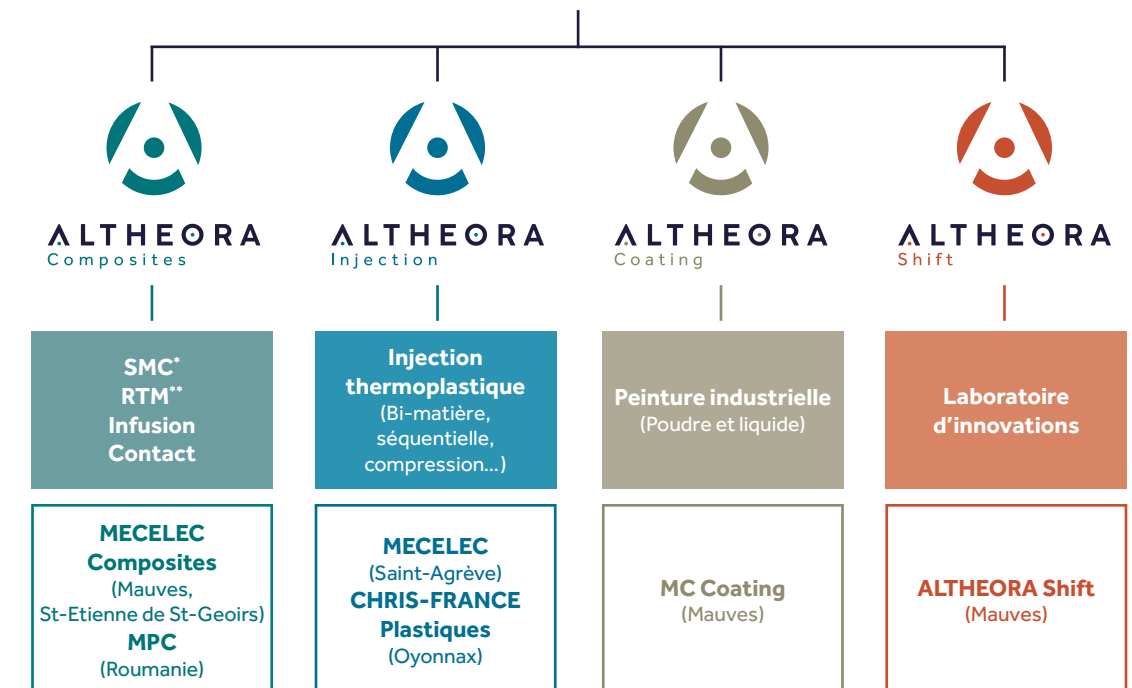 ALTHEORA
Composites
ALTHEORA
Injection
ALTHEORA
Coating
ALTHEORA
Shift
SMC*
RTM**
Infusion
Contact
Injection
thermoplastique
(Bi-matière,
séquentielle,
compression...)
Peinture industrielle
(Poudre et liquide)
Laboratoire
d'innovations
MECELEC
Composites
(Mauves,
St-Etienne de St-Geoirs)
MPC
(Roumanie)
MECELEC
(Saint-Agrève)
CHRIS-FRANCE
Plastiques
(Oyonnax)
MC Coating
(Mauves)
ALTHEORA Shift
(Mauves)